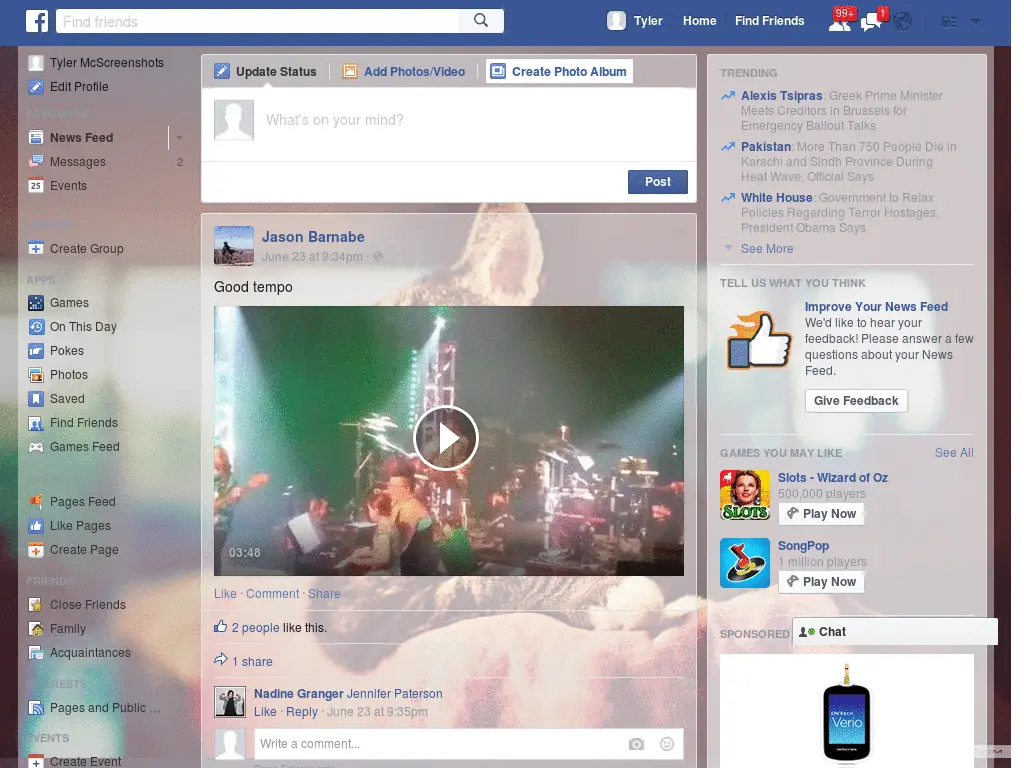 f
Find friends
Tyler
Home
Find Friends
99+
1
Tyler McScreenshots
Edit Profile
FAVORITES
News Feed
Messages
2
25
Events
Create Group
APPS
Games
On This Day
Pokes
Photos
Saved
Find Friends
Games Feed
Pages Feed
Like Pages
Create Page
FRIENDS
Close Friends
Family
Acquaintances
INTERESTS
Pages and Public ...
EVENTS
Create Event
Update Status
Add Photos/Video
Create Photo Album
What's on your mind?
Post
Jason Barnabe
June 23 at 9:34pm ·
Good tempo
03:48
Like · Comment · Share
2 people like this.
1 share
Nadine Granger Jennifer Paterson
Like · Reply · June 23 at 9:35pm
Write a comment...
TRENDING
Alexis Tsipras: Greek Prime Minister
Meets Creditors in Brussels for
Emergency Bailout Talks
Pakistan: More Than 750 People Die in
Karachi and Sindh Province During
Heat Wave, Official Says
White House: Government to Relax
Policies Regarding Terror Hostages,
President Obama Says
See More
TELL US WHAT YOU THINK
Improve Your News Feed
We'd like to hear your
feedback! Please answer a few
questions about your News
Feed.
Give Feedback
GAMES YOU MAY LIKE
See All
Slots - Wizard of Oz
500,000 players
Play Now
SLOTS
SongPop
1 million players
Play Now
SPONSORED
Chat
Verio